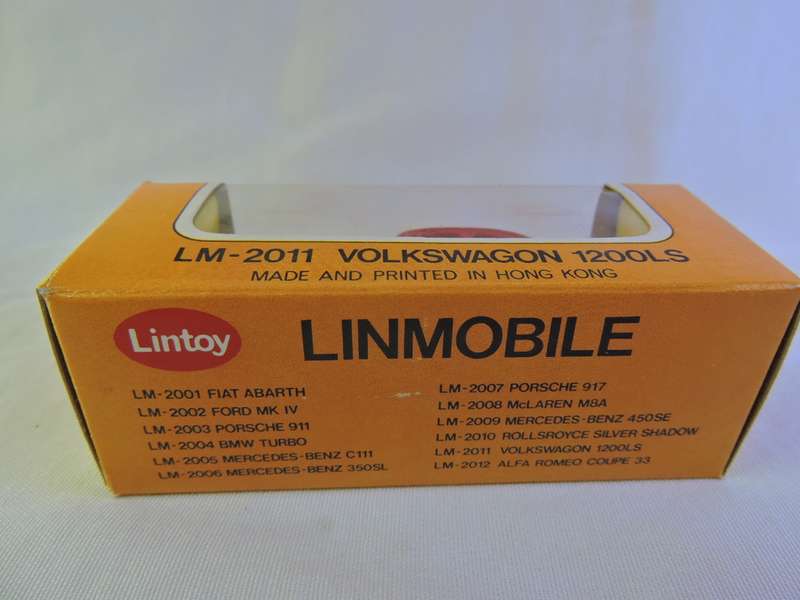 LM-2011 VOLKSWAGON 1200LS
MADE AND PRINTED IN HONG KONG
Lintoy
LINMOBILE
LM-2001 FIAT ABARTH
LM-2002 FORD MK IV
LM-2003 PORSCHE 911
LM-2004 BMW TURBO
LM-2005 MERCEDES-BENZ C111
LM-2006 MERCEDES-BENZ 350SL
LM-2007 PORSCHE 917
LM-2008 McLAREN M8A
LM-2009 MERCEDES-BENZ 450SE
LM-2010 ROLLSROYCE SILVER SHADOW
LM-2011 VOLKSWAGON 1200LS
LM-2012 ALFA ROMEO COUPE 33